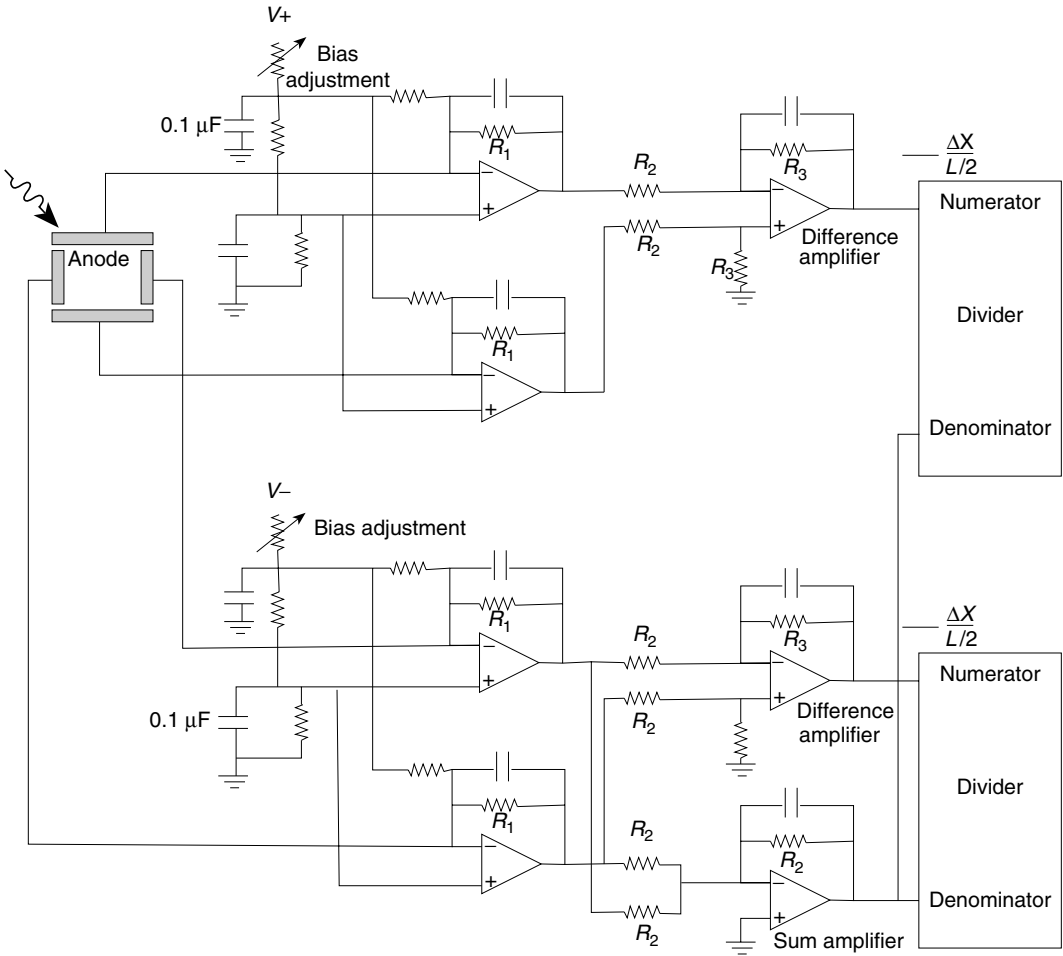 V+
Bias
adjustment
0.1 μF
R1
R2
R3
ΔX
L/2
Numerator
Anode
R2
R3
Difference
amplifier
Divider
R1
Denominator
V–
Bias adjustment
R1
R2
R3
ΔX
L/2
Numerator
0.1 μF
R2
Difference
amplifier
Divider
R1
R2
R2
R2
Sum amplifier
Denominator